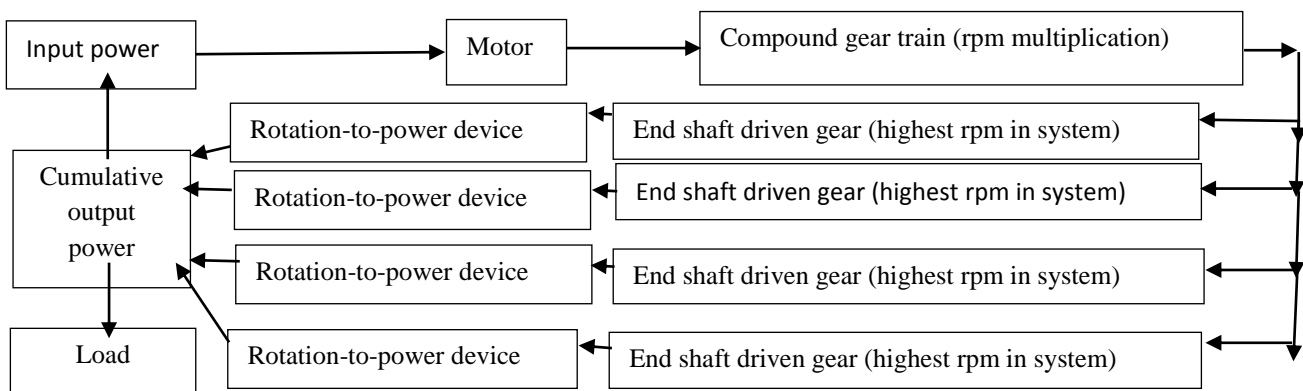 Input power
Motor
Compound gear train (rpm multiplication)
Rotation-to-power device
End shaft driven gear (highest rpm in system)
Cumulative
output
power
Rotation-to-power device
End shaft driven gear (highest rpm in system)
Rotation-to-power device
End shaft driven gear (highest rpm in system)
Load
Rotation-to-power device
End shaft driven gear (highest rpm in system)